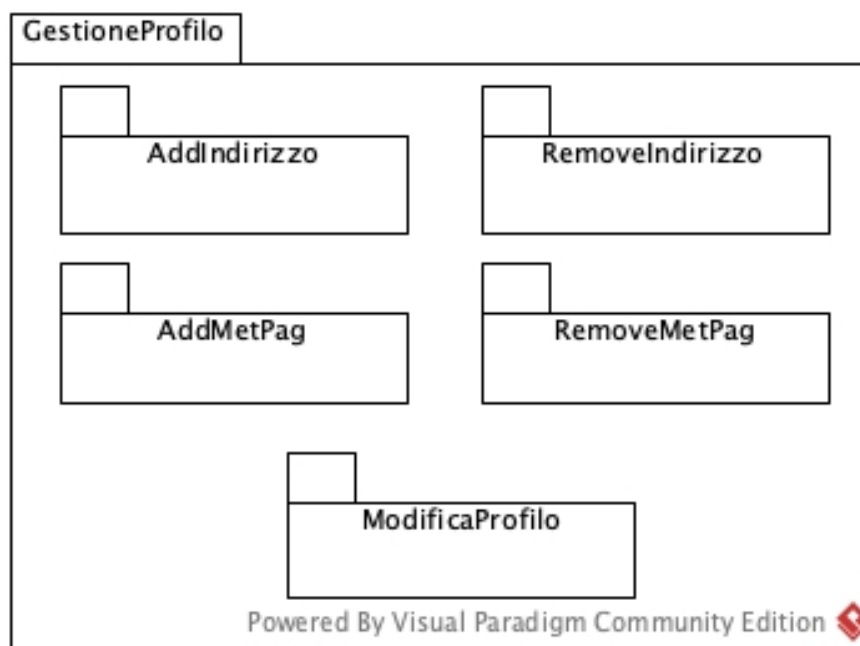 GestioneProfilo
AddIndirizzo
RemoveIndirizzo
AddMetPag
RemoveMetPag
ModificaProfilo
Powered By Visual Paradigm Community Edition